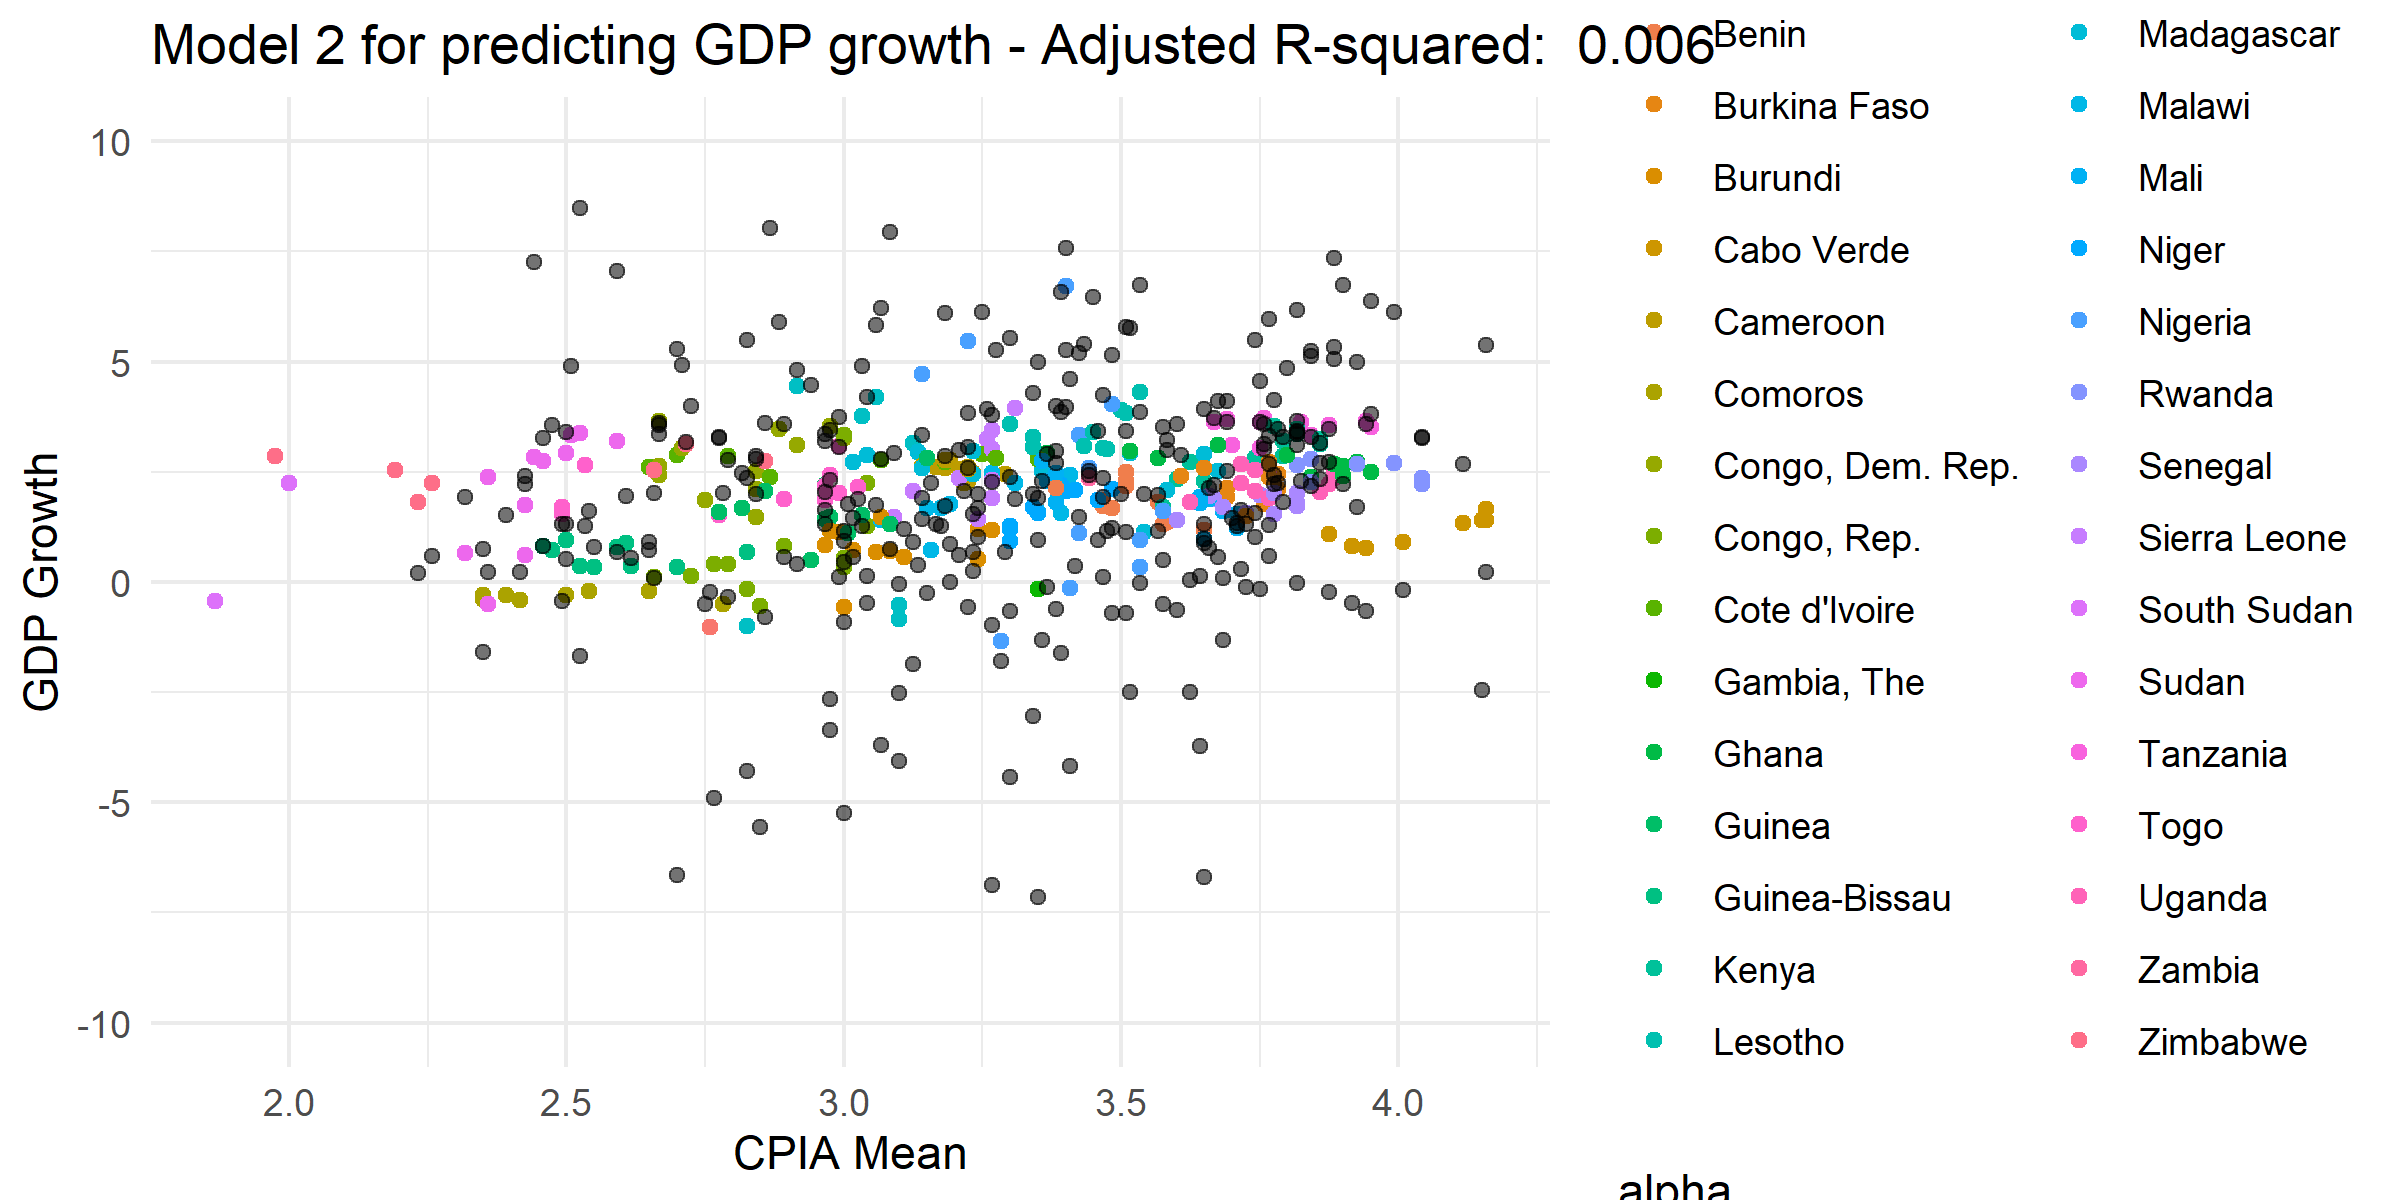 Model 2 for predicting GDP growth - Adjusted R-squared: 0.006
10
5
0
-5
-10
GDP Growth
2.0
2.5
3.0
3.5
4.0
CPIA Mean
Benin
Burkina Faso
Burundi
Cabo Verde
Cameroon
Comoros
Congo, Dem. Rep.
Congo, Rep.
Cote d'Ivoire
Gambia, The
Ghana
Guinea
Guinea-Bissau
Kenya
Lesotho
Madagascar
Malawi
Mali
Niger
Nigeria
Rwanda
Senegal
Sierra Leone
South Sudan
Sudan
Tanzania
Togo
Uganda
Zambia
Zimbabwe
alpha